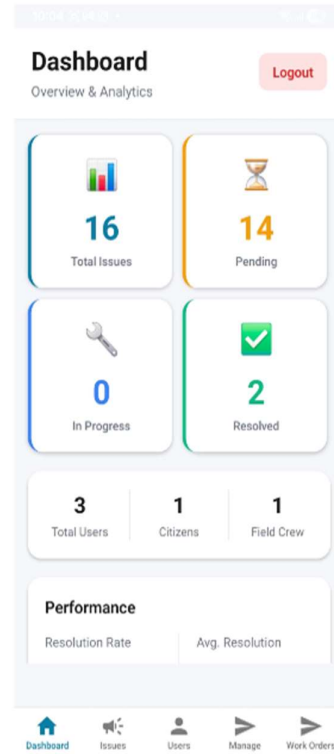 Dashboard
Overview & Analytics
Logout
16
Total Issues
14
Pending
0
In Progress
2
Resolved
3
Total Users
1
Citizens
1
Field Crew
Performance
Resolution Rate
Avg. Resolution
Dashboard
Issues
Users
Manage
Work Orders